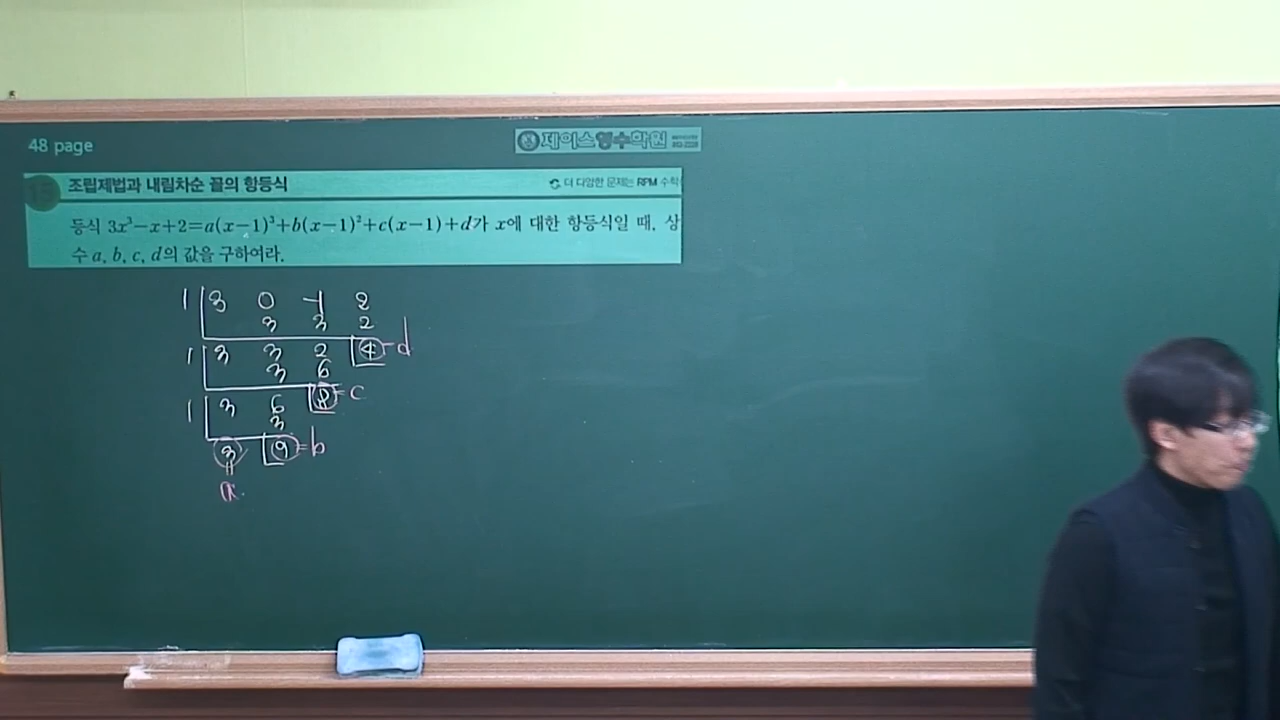 48 page
제이스영수학원
15 조립제법과 내림차순 꼴의 항등식
더 다양한 문제는 RPM 수학
등식 3x³-x+2=a(x-1)³+b(x-1)²+c(x-1)+d가 x에 대한 항등식일 때, 상
수 a, b, c, d의 값을 구하여라.
1 3 0 -1 2
3 3 2
1 3 3 2 4 = d
3 6
1 3 6 8 = c
3
3 9 = b
=
a